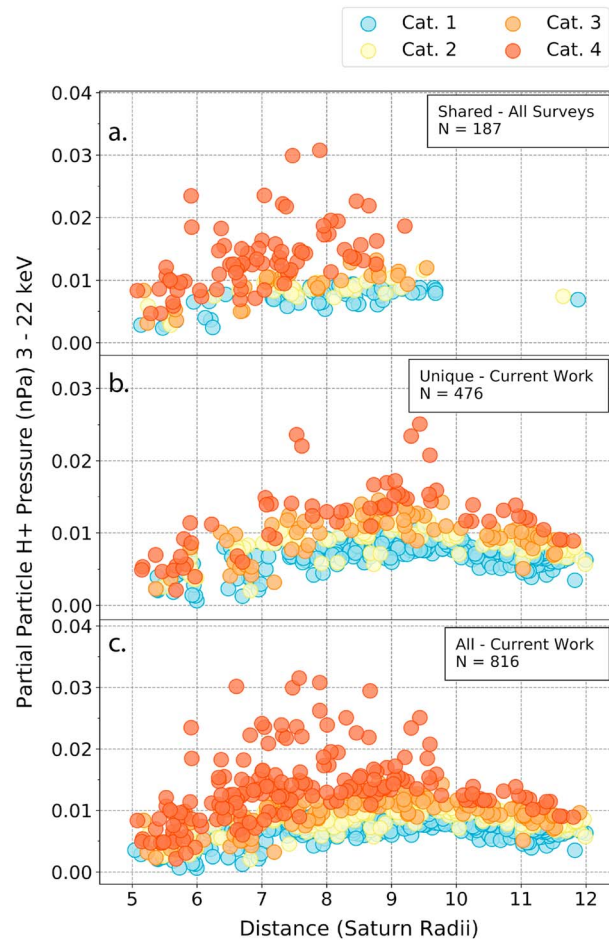 Cat. 1 Cat. 3
Cat. 2 Cat. 4
Partial Particle H+ Pressure (nPa) 3 - 22 keV
a.
Shared - All Surveys
N = 187
0.04
0.03
0.02
0.01
0.00
b.
Unique - Current Work
N = 476
0.03
0.02
0.01
0.00
c.
All - Current Work
N = 816
0.04
0.03
0.02
0.01
0.00
5 6 7 8 9 10 11 12
Distance (Saturn Radii)